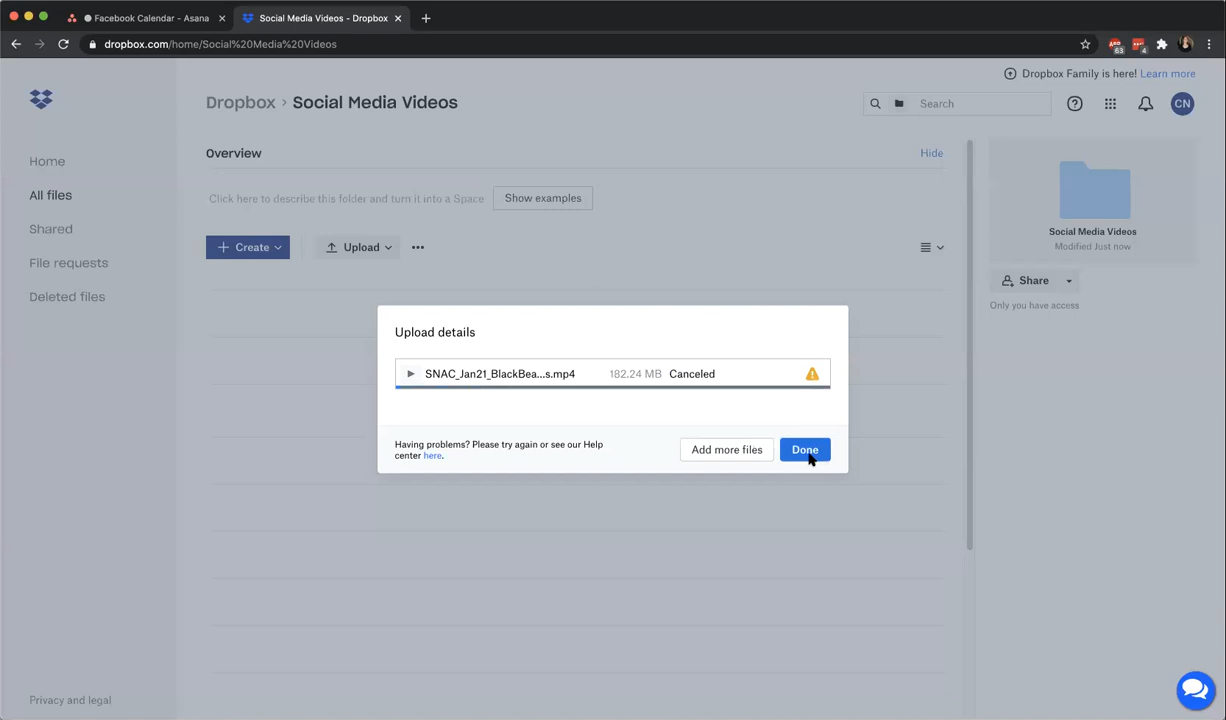 Facebook Calendar - Asana
Social Media Videos - Dropbox
dropbox.com/home/Social%20Media%20Videos
63
4
Dropbox Family is here! Learn more
Dropbox › Social Media Videos
Search
CN
Home
All files
Shared
File requests
Deleted files
Overview
Hide
Click here to describe this folder and turn it into a Space
Show examples
Create
Upload
Social Media Videos
Modified Just now
Share
Only you have access
Upload details
SNAC_Jan21_BlackBea...s.mp4 182.24 MB Canceled
Having problems? Please try again or see our Help
center here.
Add more files
Done
Privacy and legal